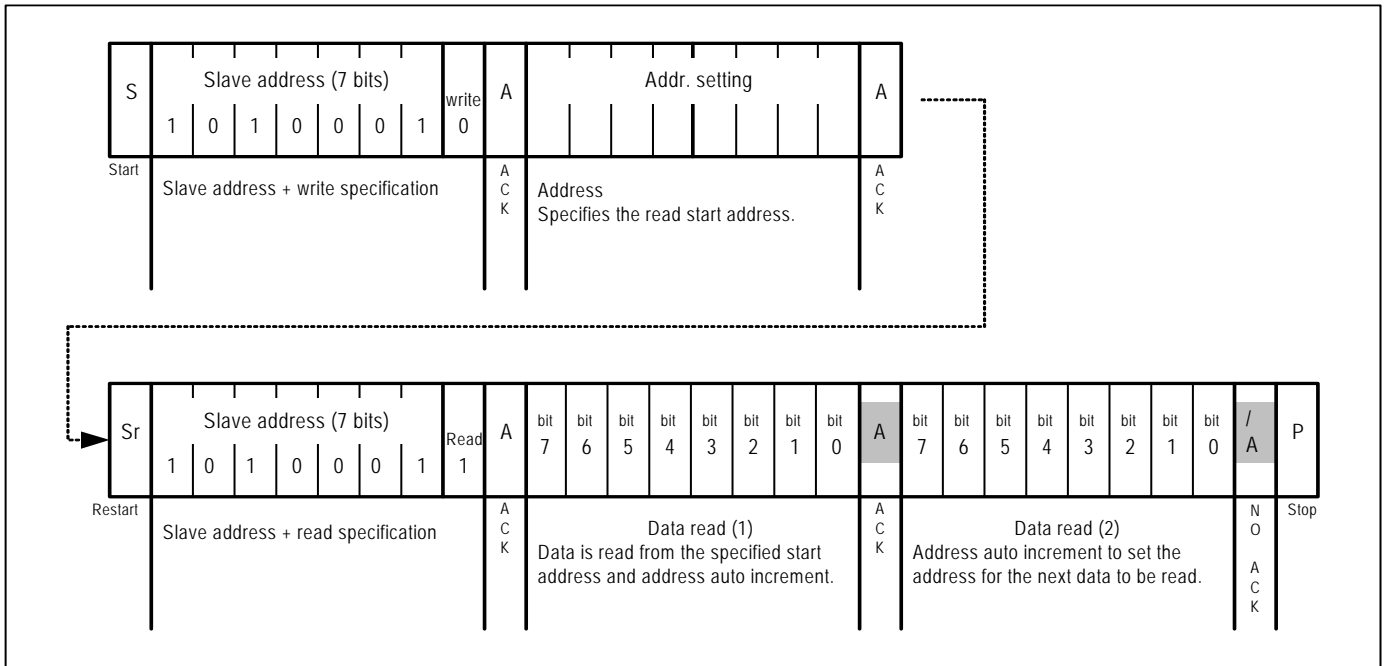 Slave address (7 bits)
Addr. setting
S
write
A
A
1 0 1 0 0 0 1 0
Start
Slave address + write specification
A
C
K
Address
Specifies the read start address.
A
C
K
Slave address (7 bits)
Sr
Read
A
bit bit bit bit bit bit bit bit
7 6 5 4 3 2 1 0
A
bit bit bit bit bit bit bit bit
7 6 5 4 3 2 1 0
/
A
P
1 0 1 0 0 0 1 1
Restart
Slave address + read specification
A
C
K
Data read (1)
Data is read from the specified start
address and address auto increment.
A
C
K
Data read (2)
Address auto increment to set the
address for the next data to be read.
N
O
A
C
K
Stop